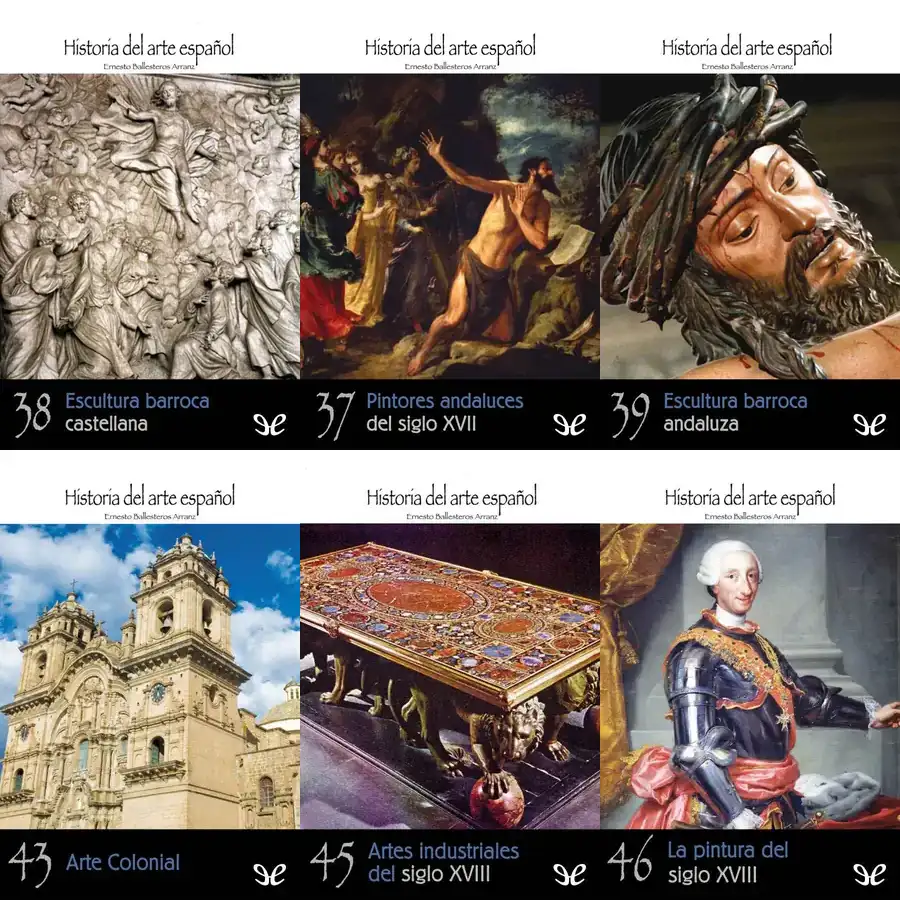 Historia del arte español
Ernesto Ballesteros Arranz
38 Escultura barroca
castellana
Historia del arte español
Ernesto Ballesteros Arranz
37 Pintores andaluces
del siglo XVII
Historia del arte español
Ernesto Ballesteros Arranz
39 Escultura barroca
andaluza
Historia del arte español
Ernesto Ballesteros Arranz
43 Arte Colonial
Historia del arte español
Ernesto Ballesteros Arranz
45 Artes industriales
del siglo XVIII
Historia del arte español
Ernesto Ballesteros Arranz
46 La pintura del
siglo XVIII